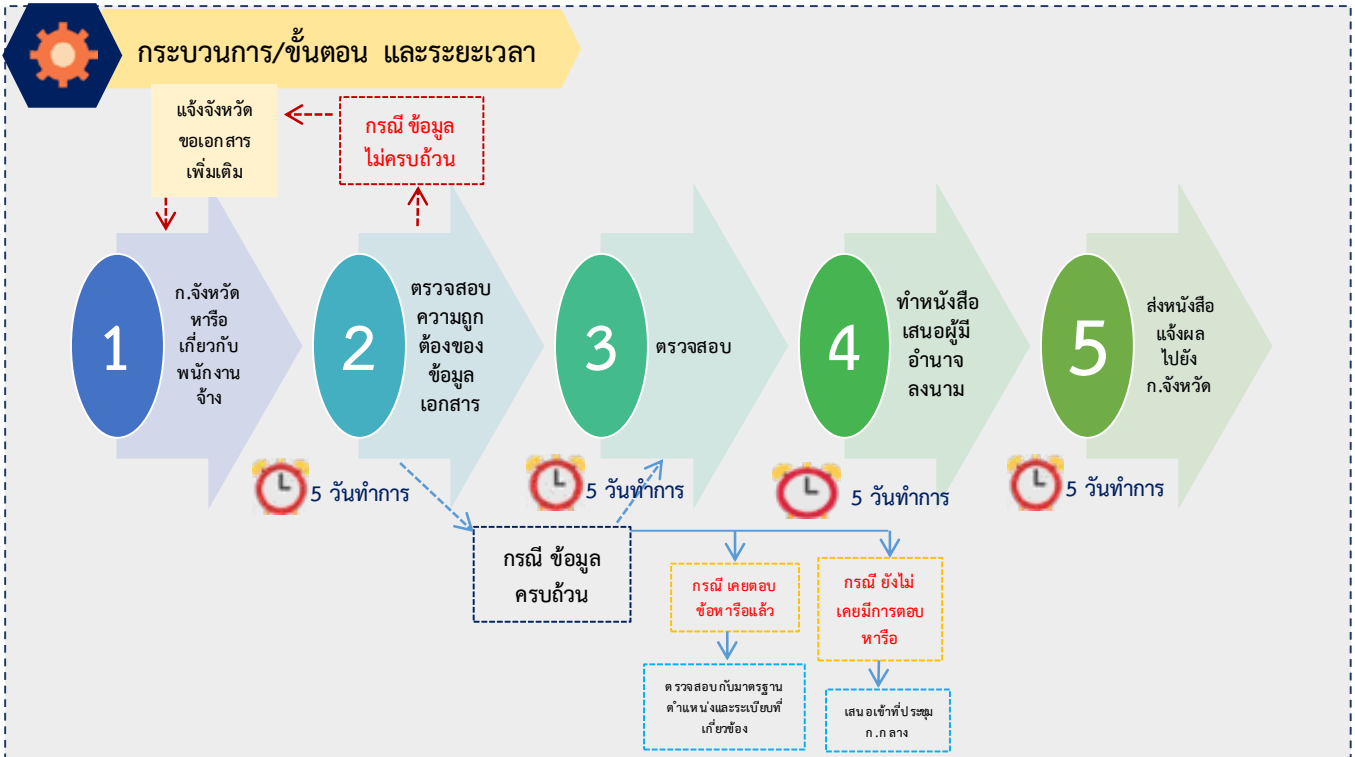 กระบวนการ/ขั้นตอน และระยะเวลา
แจ้งจังหวัด
ขอเอกสาร
เพิ่มเติม
กรณี ข้อมูล
ไม่ครบถ้วน
1
ก.จังหวัด
หารือ
เกี่ยวกับ
พนักงาน
จ้าง
2
ตรวจสอบ
ความถูก
ต้องของ
ข้อมูล
เอกสาร
3
ตรวจสอบ
4
ทำหนังสือ
เสนอผู้มี
อำนาจ
ลงนาม
5
ส่งหนังสือ
แจ้งผล
ไปยัง
ก.จังหวัด
5 วันทำการ
5 วันทำการ
5 วันทำการ
5 วันทำการ
กรณี ข้อมูล
ครบถ้วน
กรณี เคยตอบ
ข้อหารือแล้ว
กรณี ยังไม่
เคยมีการตอบ
หารือ
ตรวจสอบกับมาตรฐาน
ตำแหน่งและระเบียบที่
เกี่ยวข้อง
เสนอเข้าที่ประชุม
ก.กลาง